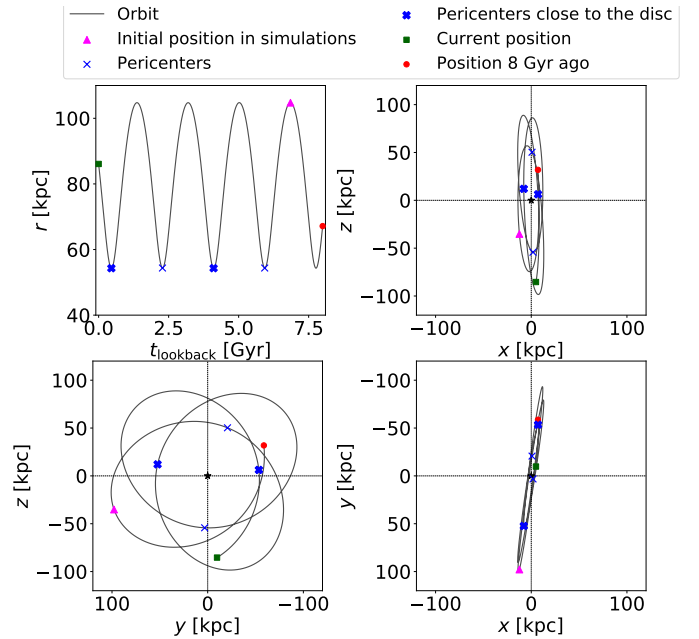 Orbit
Initial position in simulations
Pericenters
Pericenters close to the disc
Current position
Position 8 Gyr ago
100
80
60
40
r [kpc]
0.0 2.5 5.0 7.5
t_lookback [Gyr]
100
50
0
−50
−100
z [kpc]
−100 0 100
x [kpc]
100
50
0
−50
−100
z [kpc]
100 0 −100
y [kpc]
−100
−50
0
50
100
y [kpc]
−100 0 100
x [kpc]